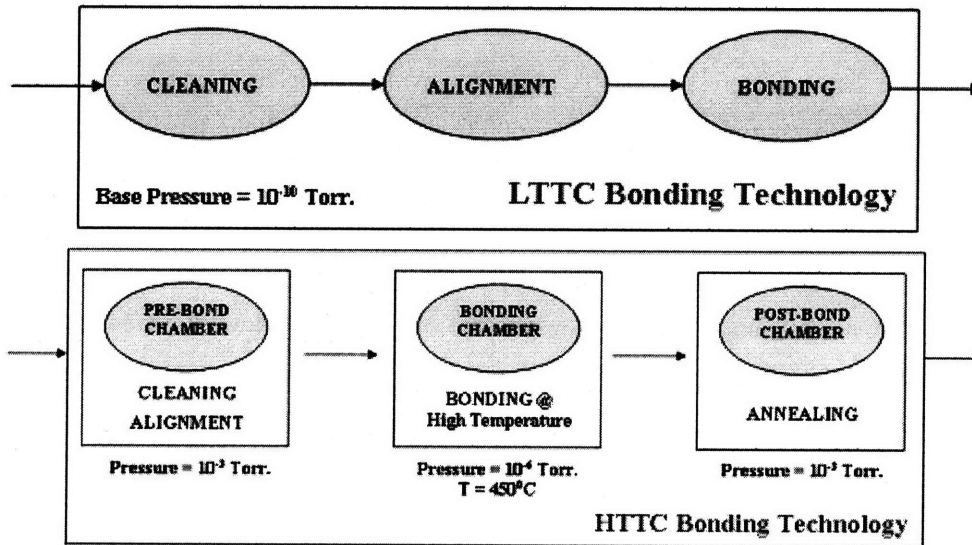 CLEANING
ALIGNMENT
BONDING
Base Pressure = 10⁻¹⁰ Torr.
LTTC Bonding Technology
PRE-BOND
CHAMBER
CLEANING
ALIGNMENT
Pressure = 10⁻³ Torr.
BONDING
CHAMBER
BONDING @
High Temperature
Pressure = 10⁻⁶ Torr.
T = 450⁰C
POST-BOND
CHAMBER
ANNEALING
Pressure = 10⁻³ Torr.
HTTC Bonding Technology